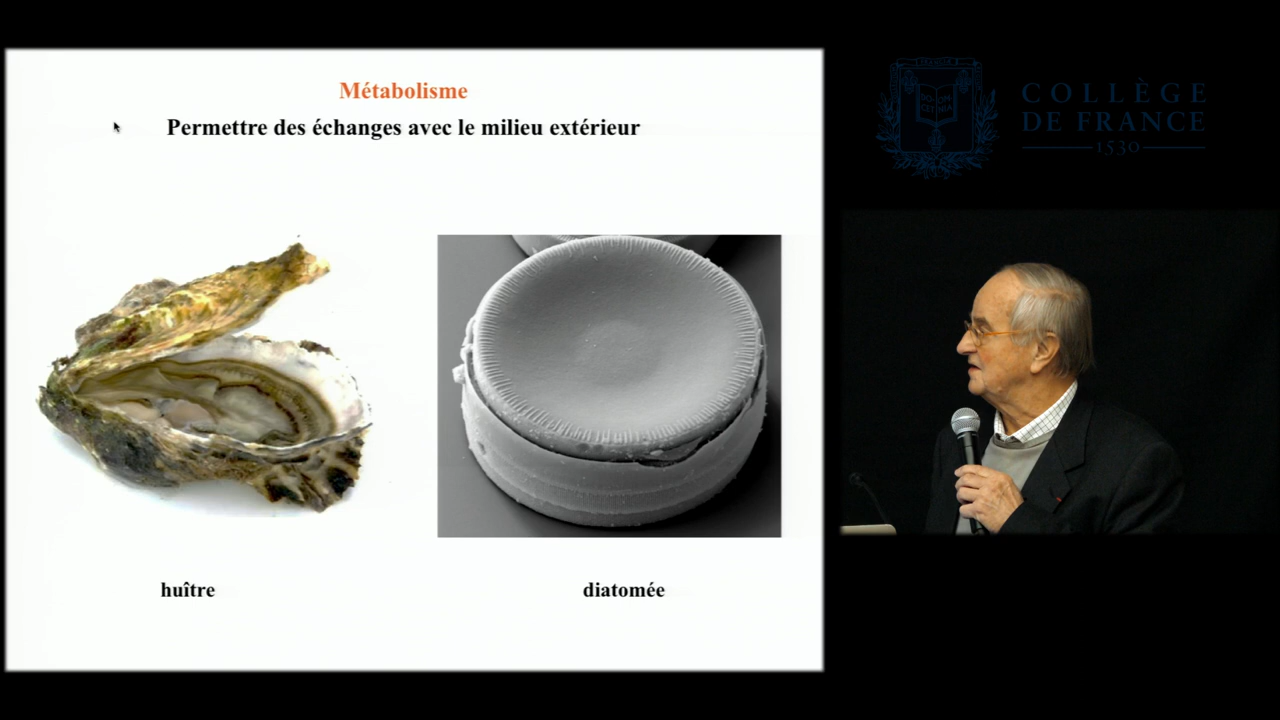 Métabolisme
Permettre des échanges avec le milieu extérieur
huître
diatomée
COLLÈGE
DE FRANCE
1530